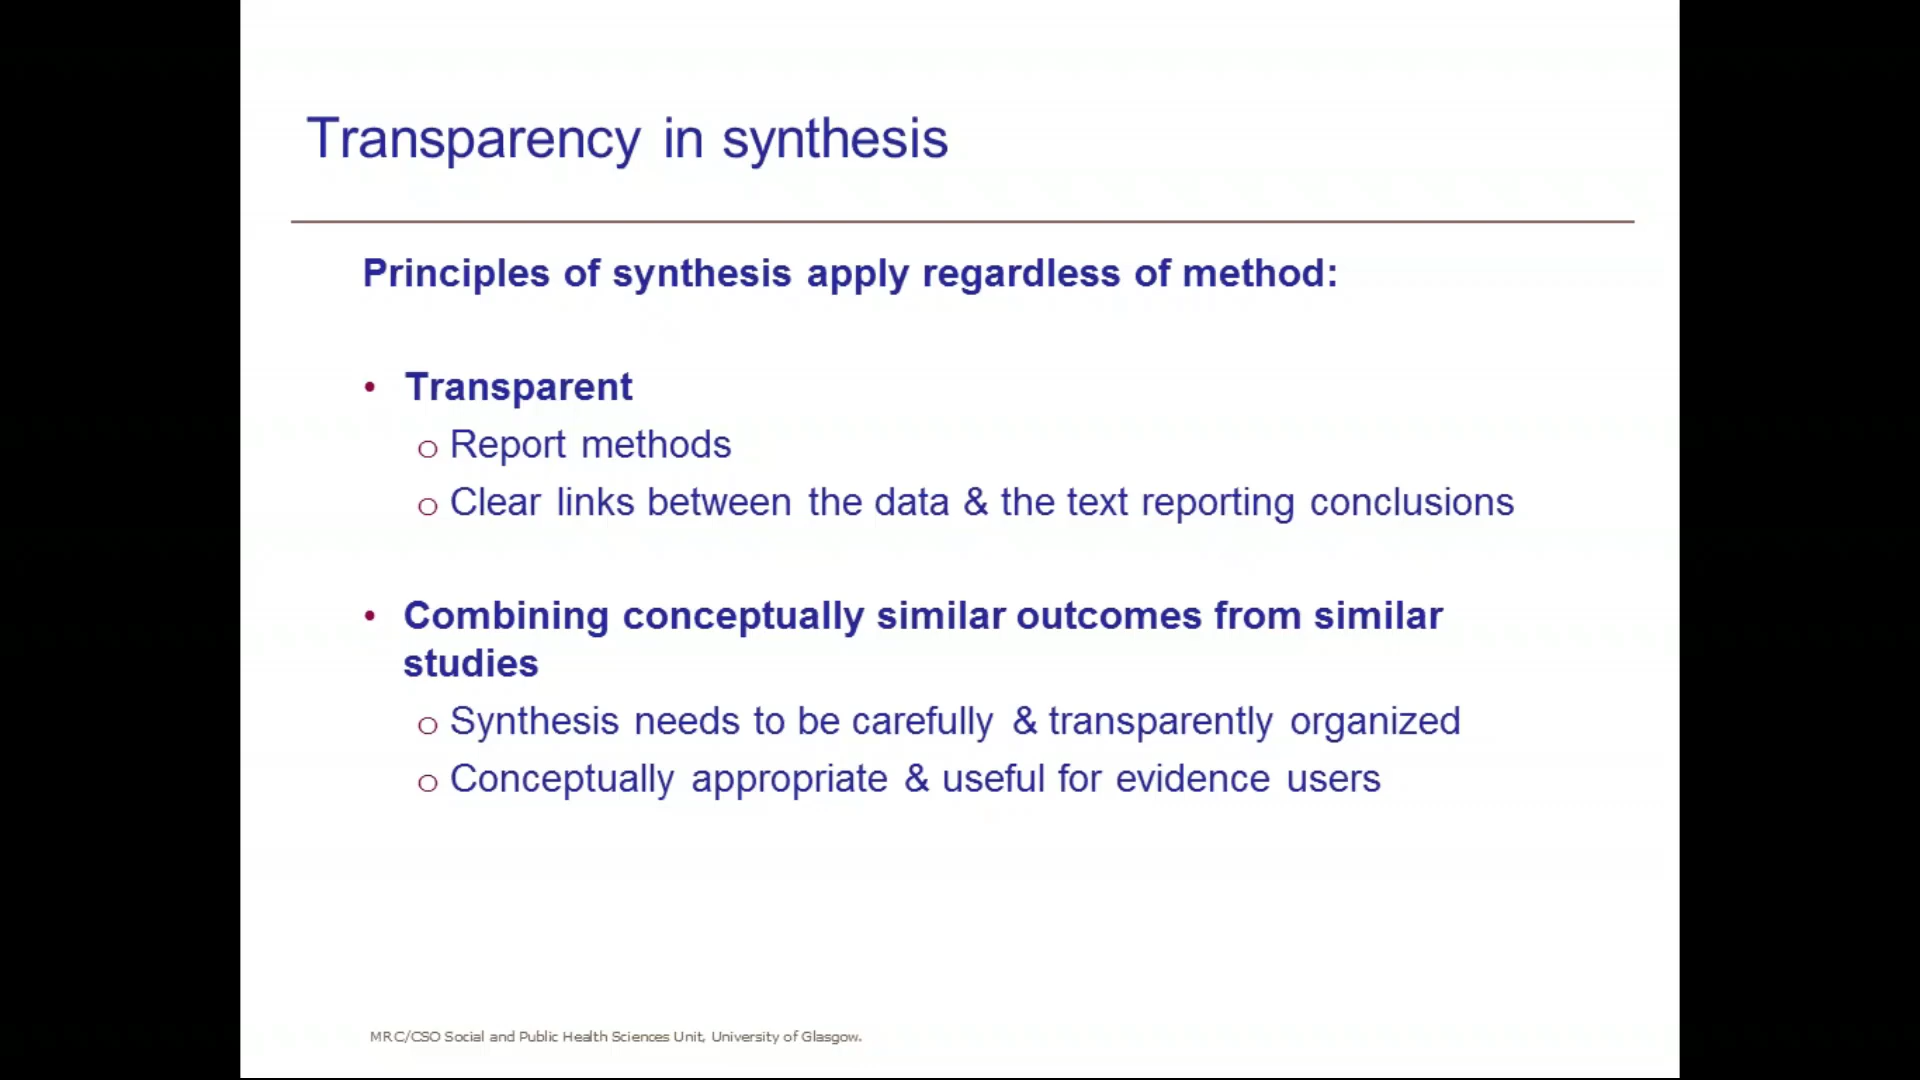 Transparency in synthesis
Principles of synthesis apply regardless of method:
• Transparent
o Report methods
o Clear links between the data & the text reporting conclusions
• Combining conceptually similar outcomes from similar
studies
o Synthesis needs to be carefully & transparently organized
o Conceptually appropriate & useful for evidence users
MRC/CSO Social and Public Health Sciences Unit, University of Glasgow.